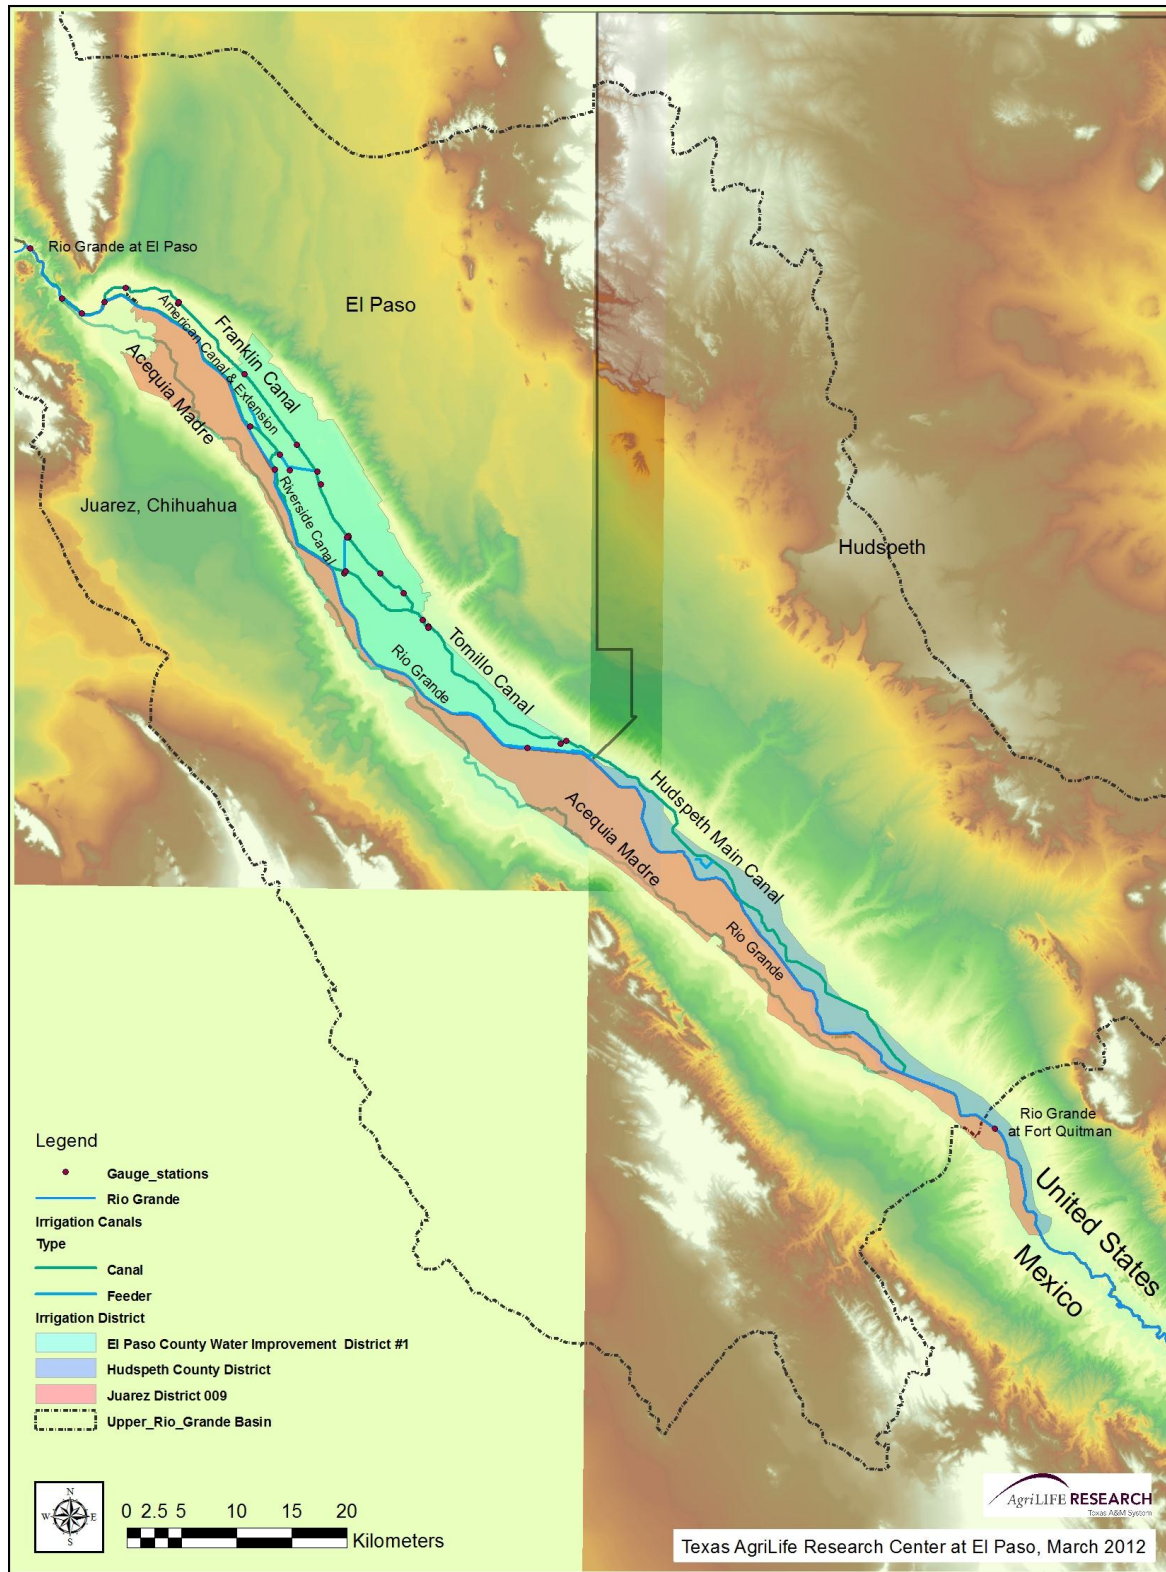 Rio Grande at El Paso
El Paso
American Canal & Extension
Franklin Canal
Acequia Madre
Juarez, Chihuahua
Riverside Canal
Hudspeth
Tornillo Canal
Rio Grande
Hudspeth Main Canal
Acequia Madre
Rio Grande
Rio Grande
at Fort Quitman
United States
Mexico
Legend
Gauge_stations
Rio Grande
Irrigation Canals
Type
Canal
Feeder
Irrigation District
El Paso County Water Improvement District #1
Hudspeth County District
Juarez District 009
Upper_Rio_Grande Basin
N
W E
S
0 2.5 5 10 15 20
Kilometers
AgriLIFE RESEARCH
Texas A&M System
Texas AgriLife Research Center at El Paso, March 2012